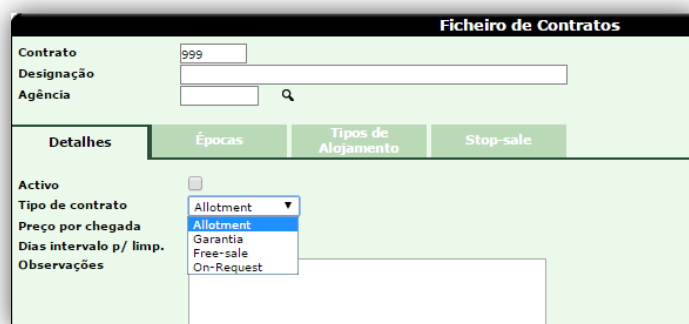 Ficheiro de Contratos
Contrato 999
Designação
Agência
Detalhes Épocas Tipos de Alojamento Stop-sale
Activo
Tipo de contrato Allotment
Preço por chegada Allotment
Dias intervalo p/ limp. Garantia
Observações Free-sale
On-Request